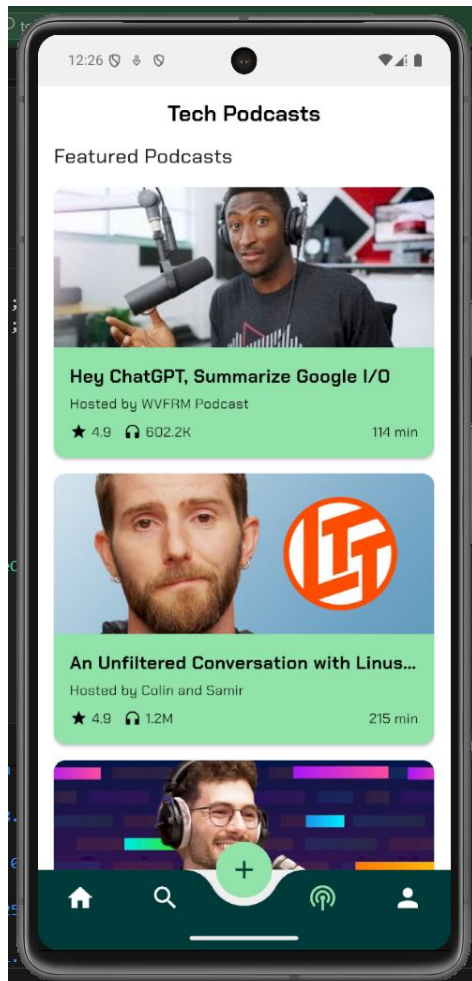 12:26
Tech Podcasts
Featured Podcasts
Hey ChatGPT, Summarize Google I/O
Hosted by WVFRM Podcast
4.9 602.2K 114 min
LTT
An Unfiltered Conversation with Linus...
Hosted by Colin and Samir
4.9 1.2M 215 min
+